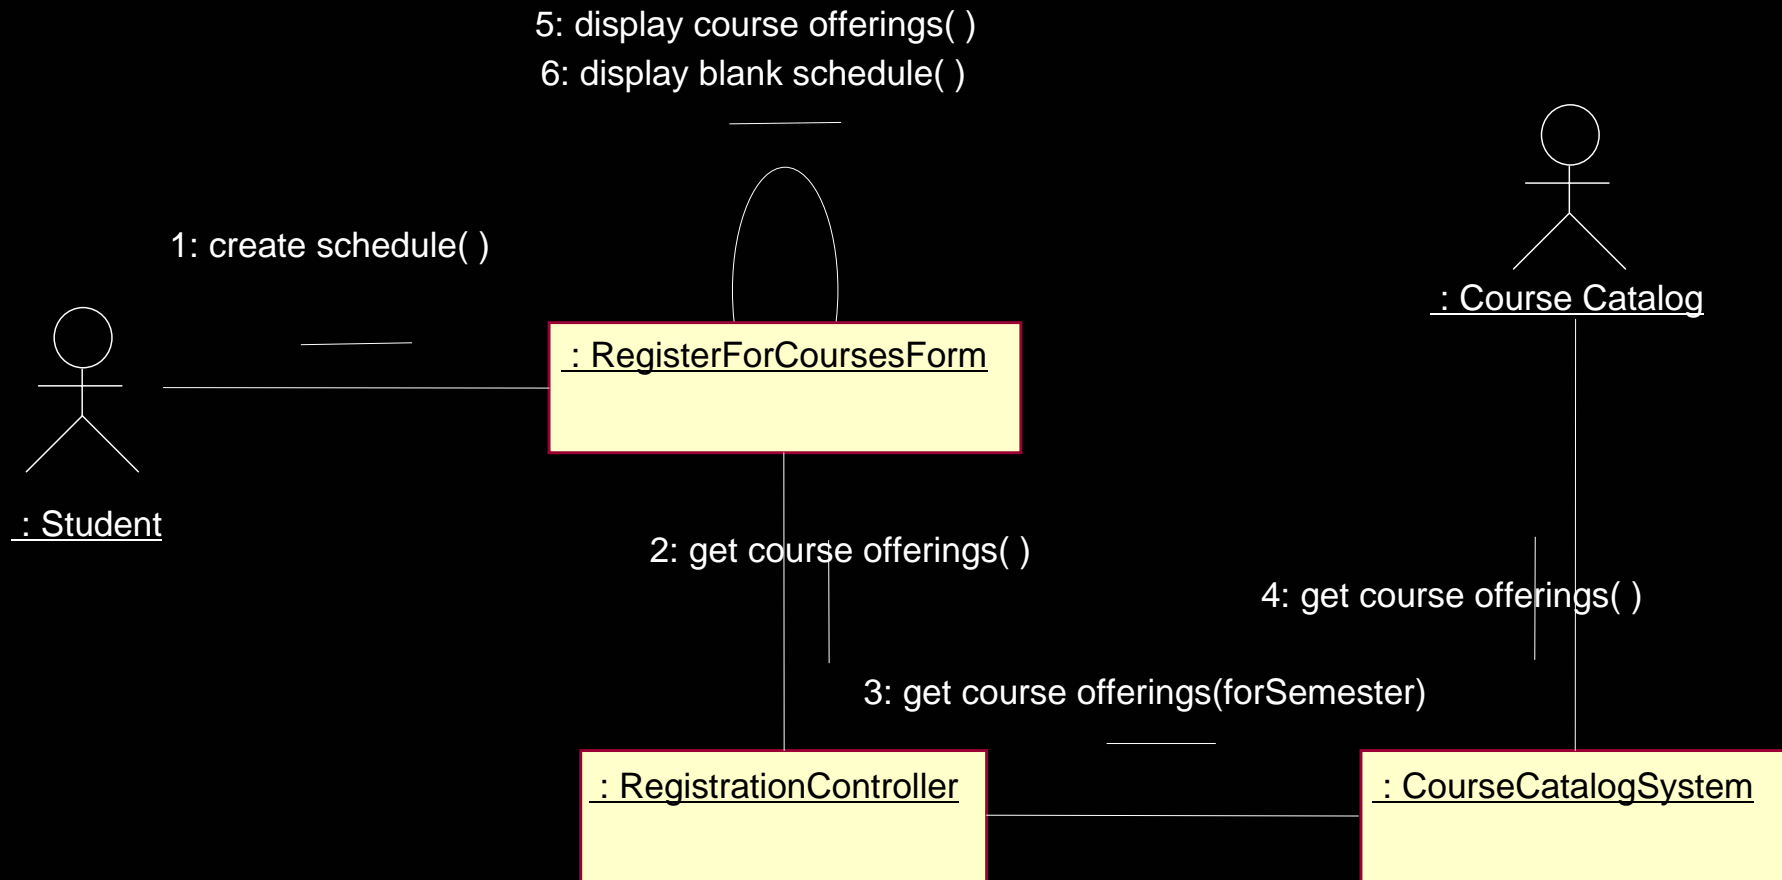 5: display course offerings( )
6: display blank schedule( )
1: create schedule( )
: Course Catalog
: RegisterForCoursesForm
: Student
2: get course offerings( )
4: get course offerings( )
3: get course offerings(forSemester)
: RegistrationController
: CourseCatalogSystem